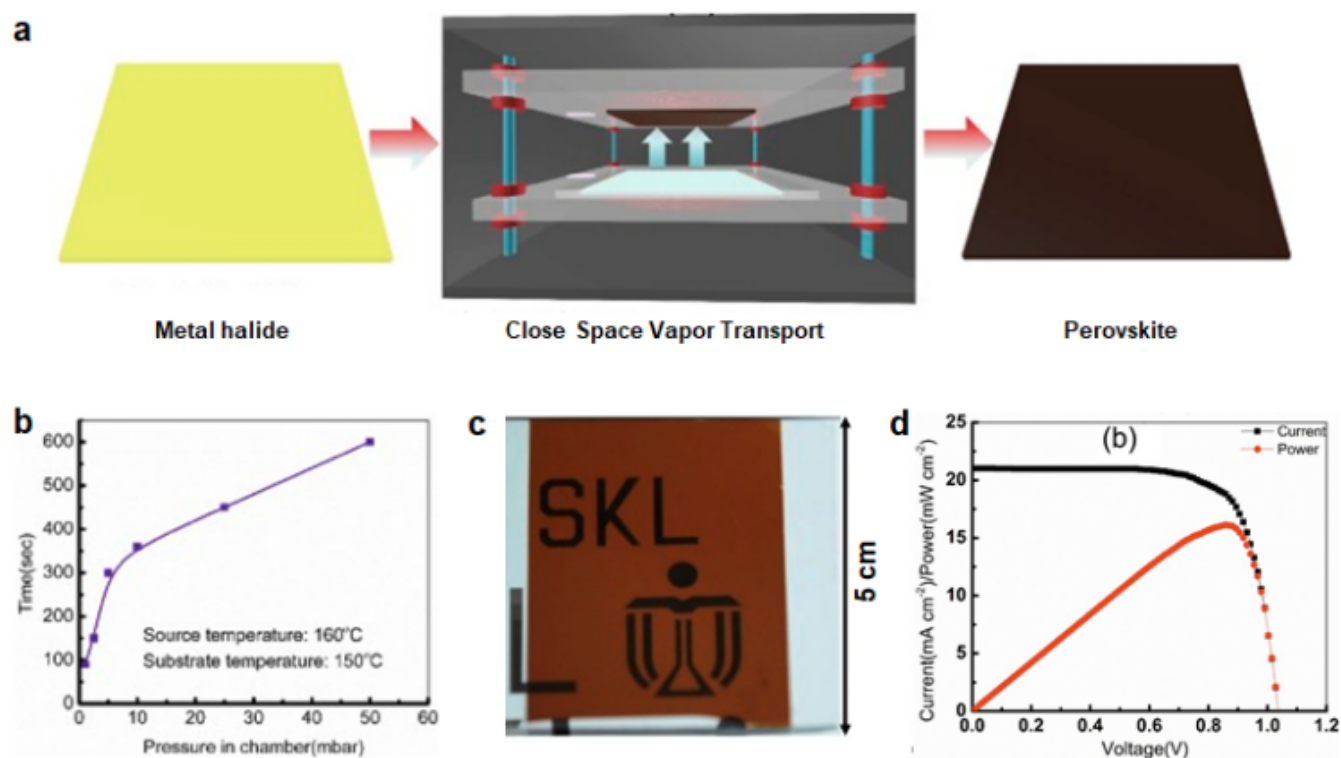 a
Metal halide
Close Space Vapor Transport
Perovskite
b
Time(sec)
600
500
400
300
200
100
0
Source temperature: 160°C
Substrate temperature: 150°C
0 10 20 30 40 50 60
Pressure in chamber(mbar)
c
SKL
L
5 cm
d
(b)
Current
Power
Current(mA cm⁻²)/Power(mW cm⁻²)
25
20
15
10
5
0
0.0 0.2 0.4 0.6 0.8 1.0 1.2
Voltage(V)